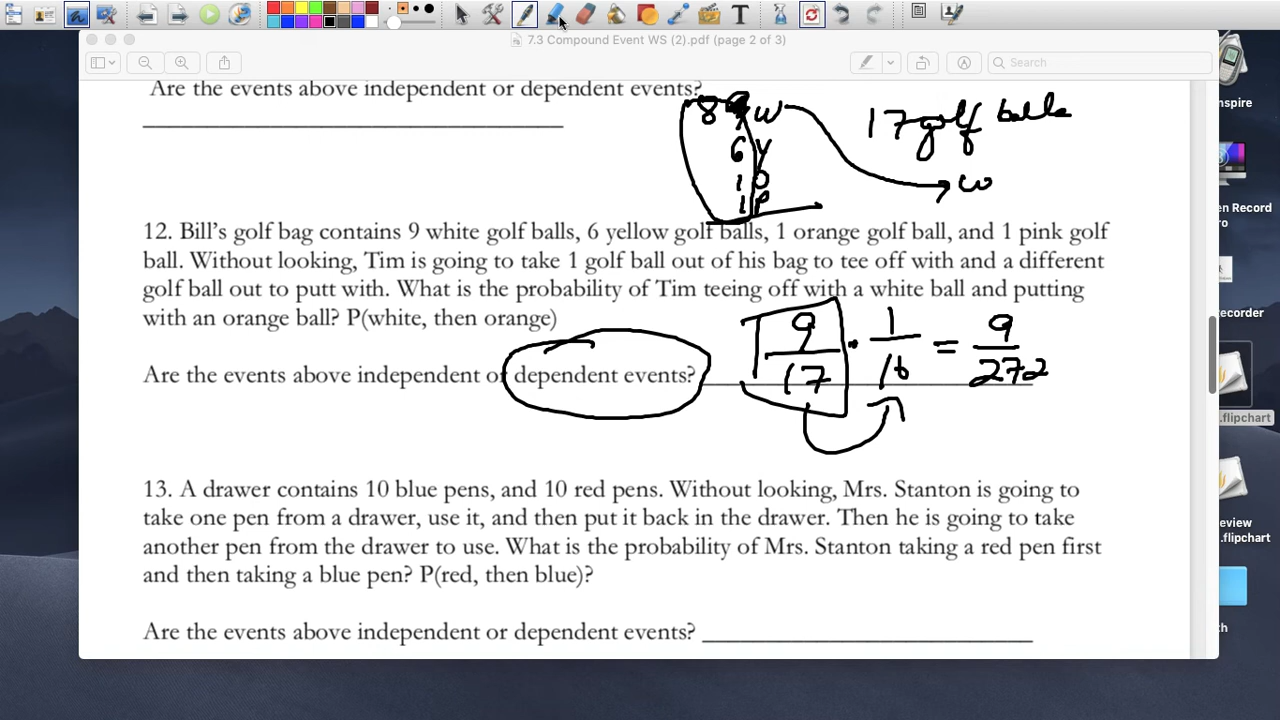 7.3 Compound Event WS (2).pdf (page 2 of 3)
Search
Are the events above independent or dependent events?
8 W
6 Y
1 O
1 P
17 golf balls
W
12. Bill's golf bag contains 9 white golf balls, 6 yellow golf balls, 1 orange golf ball, and 1 pink golf
ball. Without looking, Tim is going to take 1 golf ball out of his bag to tee off with and a different
golf ball out to putt with. What is the probability of Tim teeing off with a white ball and putting
with an orange ball? P(white, then orange)
9/17 · 1/16 = 9/272
Are the events above independent or dependent events?
13. A drawer contains 10 blue pens, and 10 red pens. Without looking, Mrs. Stanton is going to
take one pen from a drawer, use it, and then put it back in the drawer. Then he is going to take
another pen from the drawer to use. What is the probability of Mrs. Stanton taking a red pen first
and then taking a blue pen? P(red, then blue)?
Are the events above independent or dependent events?
nspire
en Record
ro
ecorder
.flipchart
eview
.flipchart
th